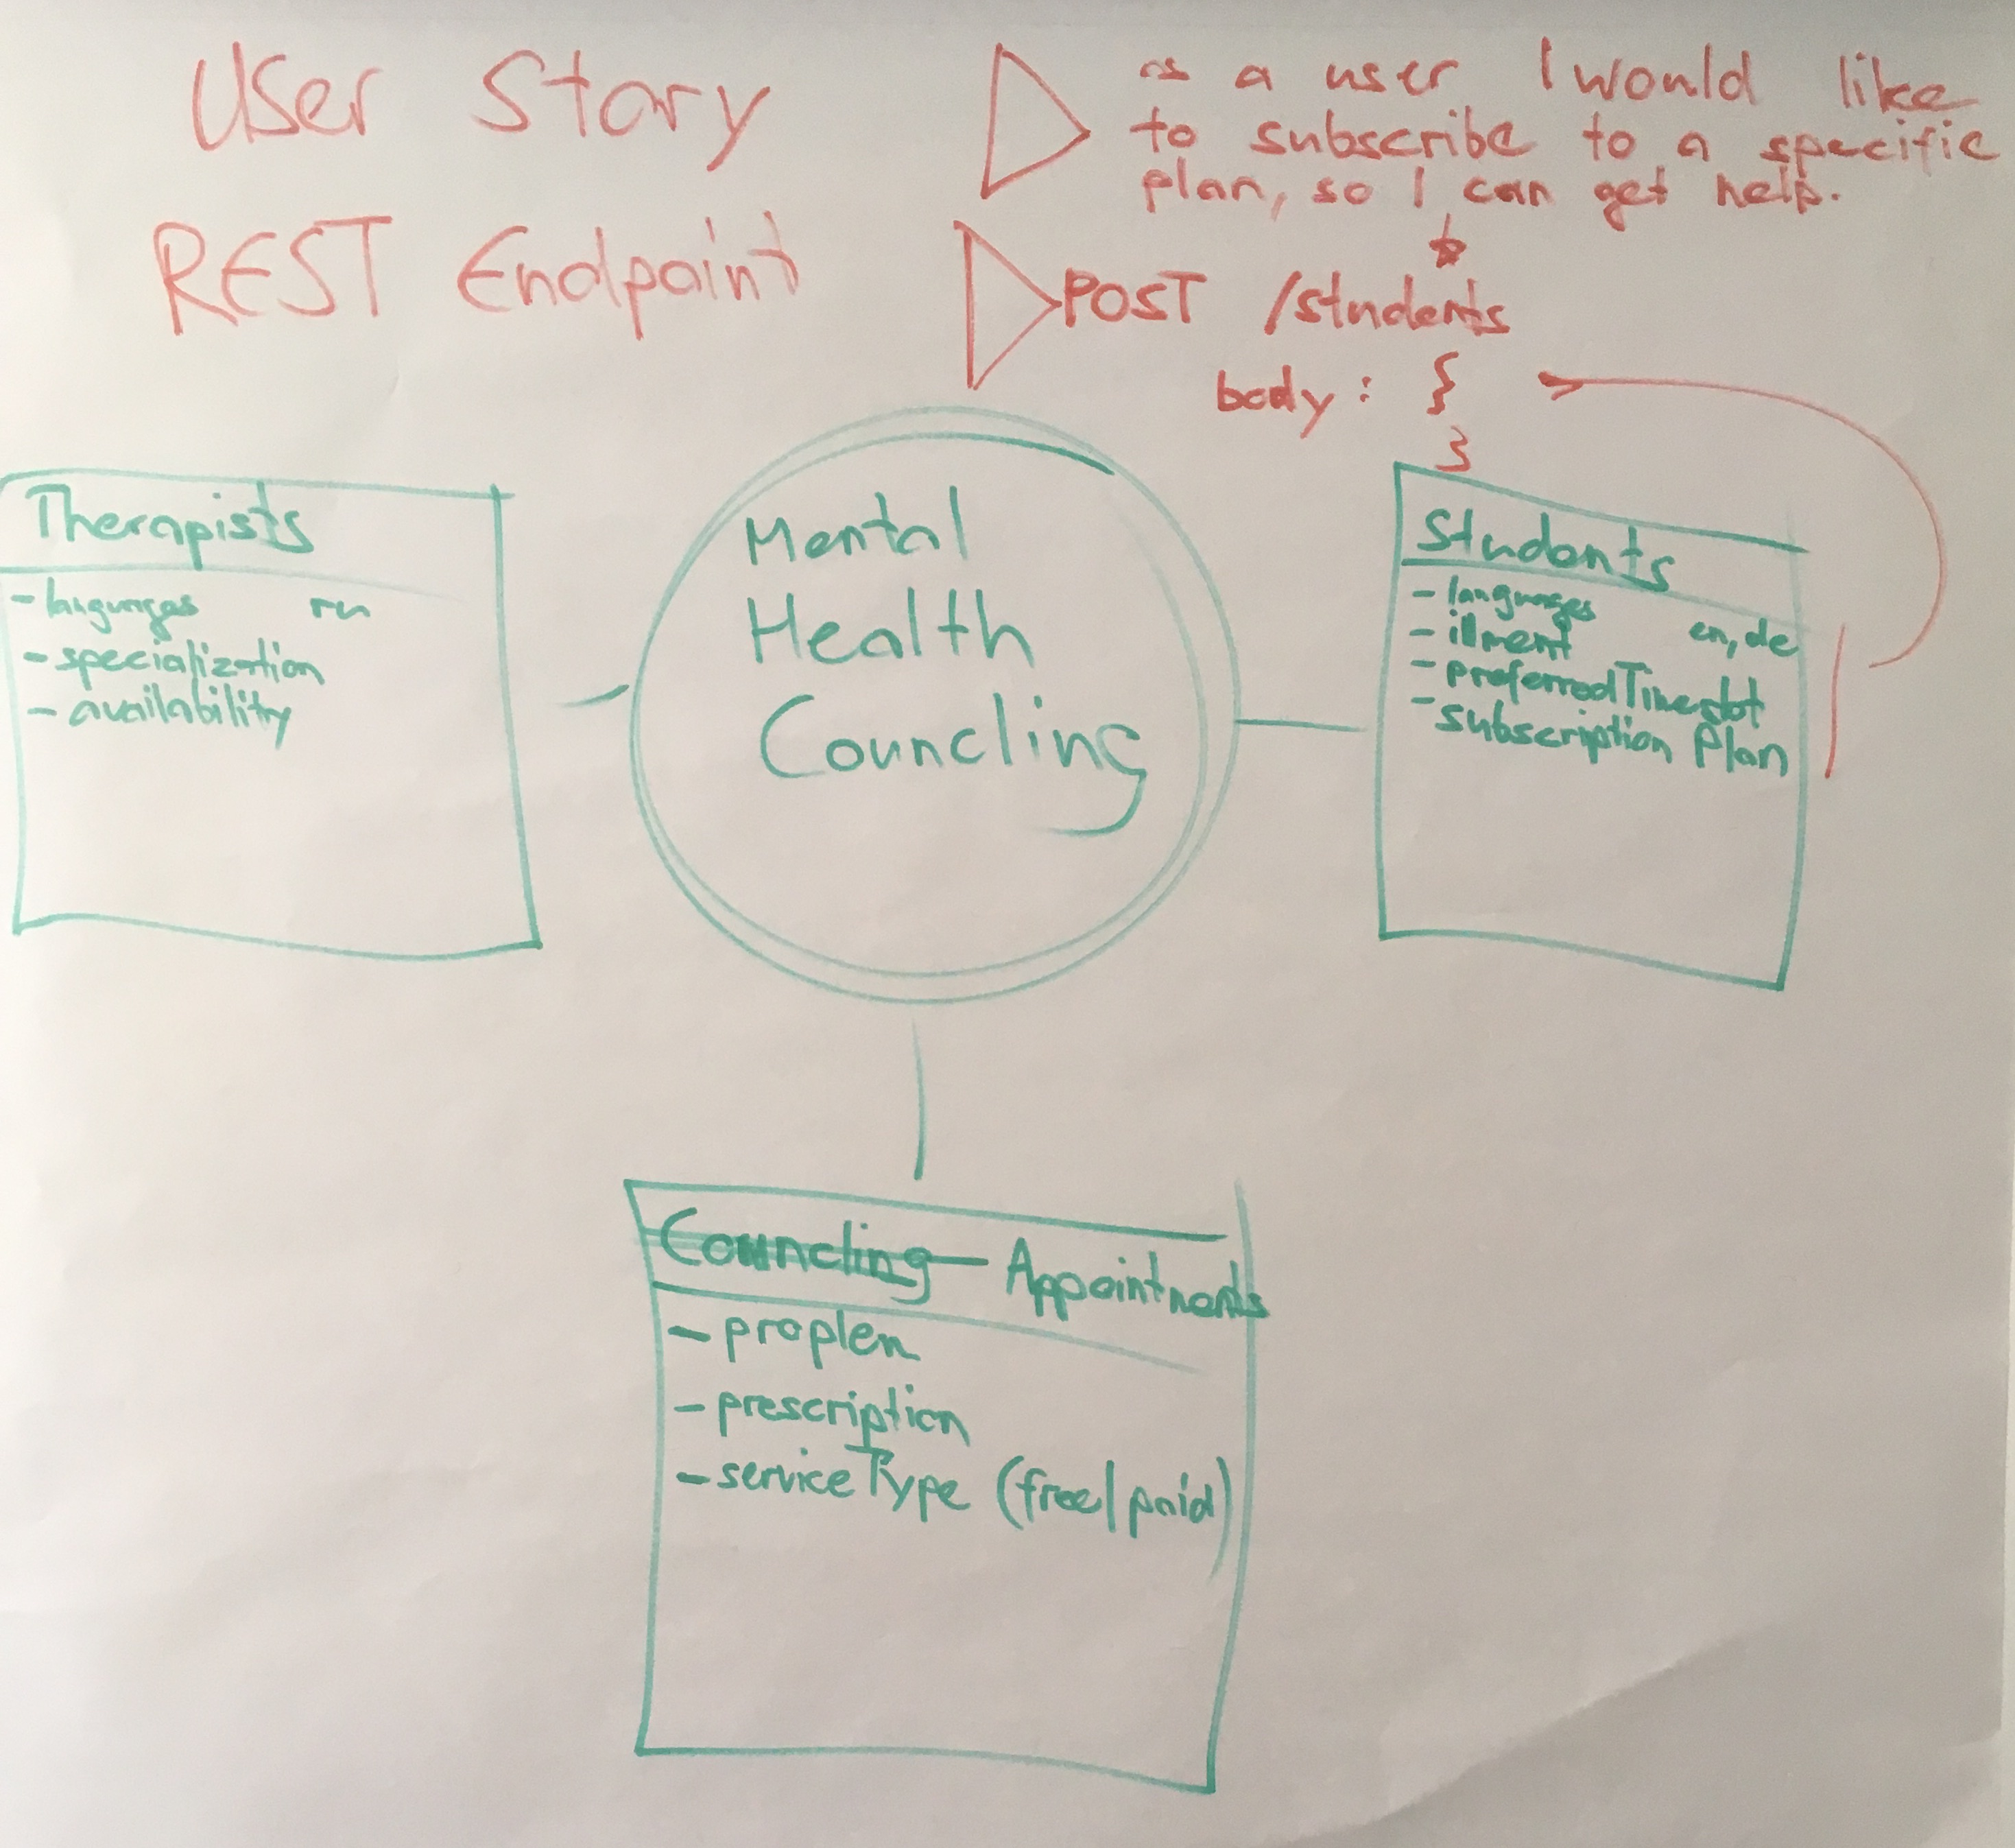 User Story
as a user I would like
to subscribe to a specific
plan, so I can get help.
REST Endpoint
POST /students
body : {
}
Mental
Health
Councling
Therapists
- languages
- specialization
- availability
Students
- languages en, de
- illment
- preferredTimeslot
- subscription Plan
Councling Appointments
- proplem
- prescription
- serviceType (free/paid)